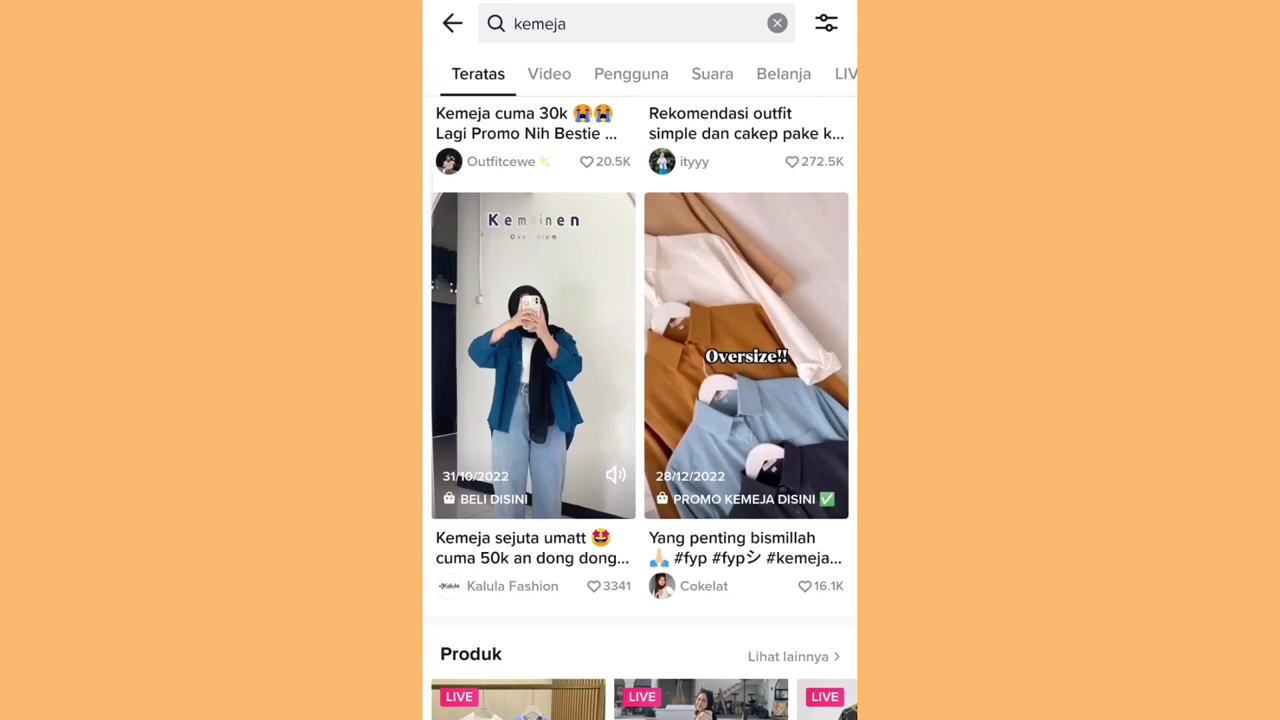 kemeja
Teratas Video Pengguna Suara Belanja LIV
Kemeja cuma 30k 😭😭
Lagi Promo Nih Bestie ...
Outfitcewe✨ 20.5K
Rekomendasi outfit
simple dan cakep pake k...
ityyy 272.5K
31/10/2022
BELI DISINI
Kemeja sejuta umatt 🤩
cuma 50k an dong dong...
Kalula Fashion 3341
Oversize!!
28/12/2022
PROMO KEMEJA DISINI ✅
Yang penting bismillah
🙏🏼 #fyp #fypシ #kemeja...
Cokelat 16.1K
Produk Lihat lainnya >
LIVE LIVE LIVE